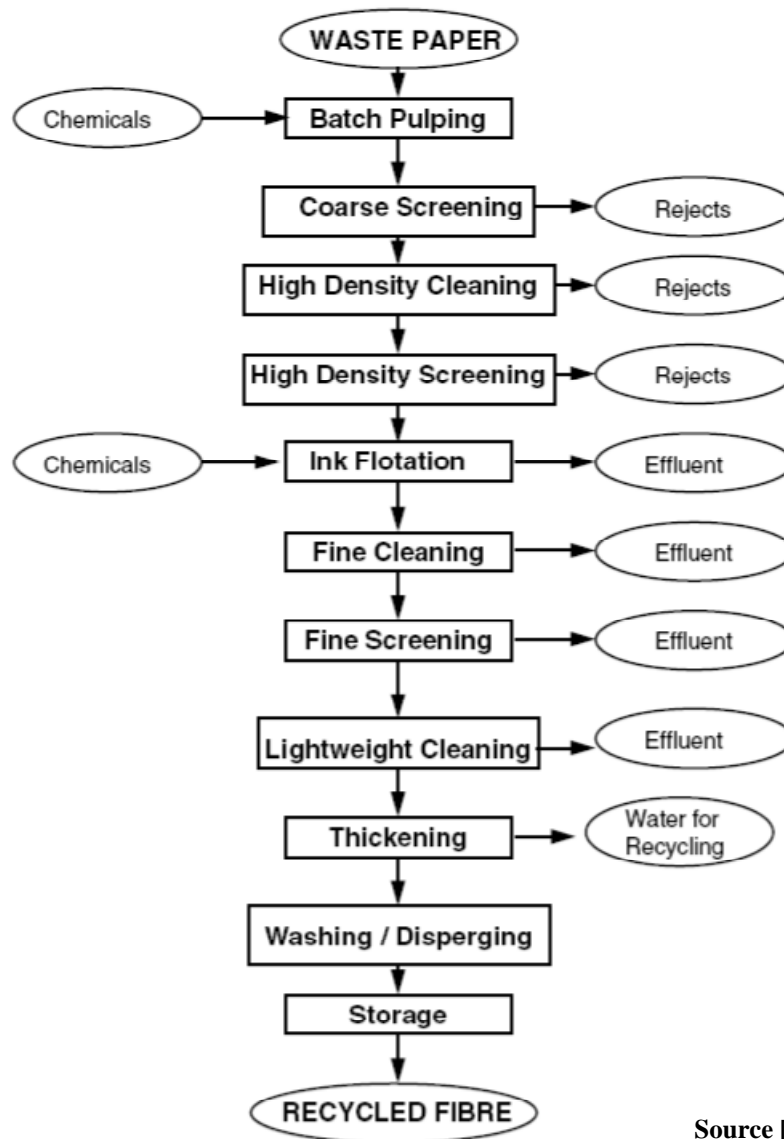 WASTE PAPER
Chemicals
Batch Pulping
Coarse Screening
Rejects
High Density Cleaning
Rejects
High Density Screening
Rejects
Chemicals
Ink Flotation
Effluent
Fine Cleaning
Effluent
Fine Screening
Effluent
Lightweight Cleaning
Effluent
Thickening
Water for
Recycling
Washing / Disperging
Storage
RECYCLED FIBRE
Source